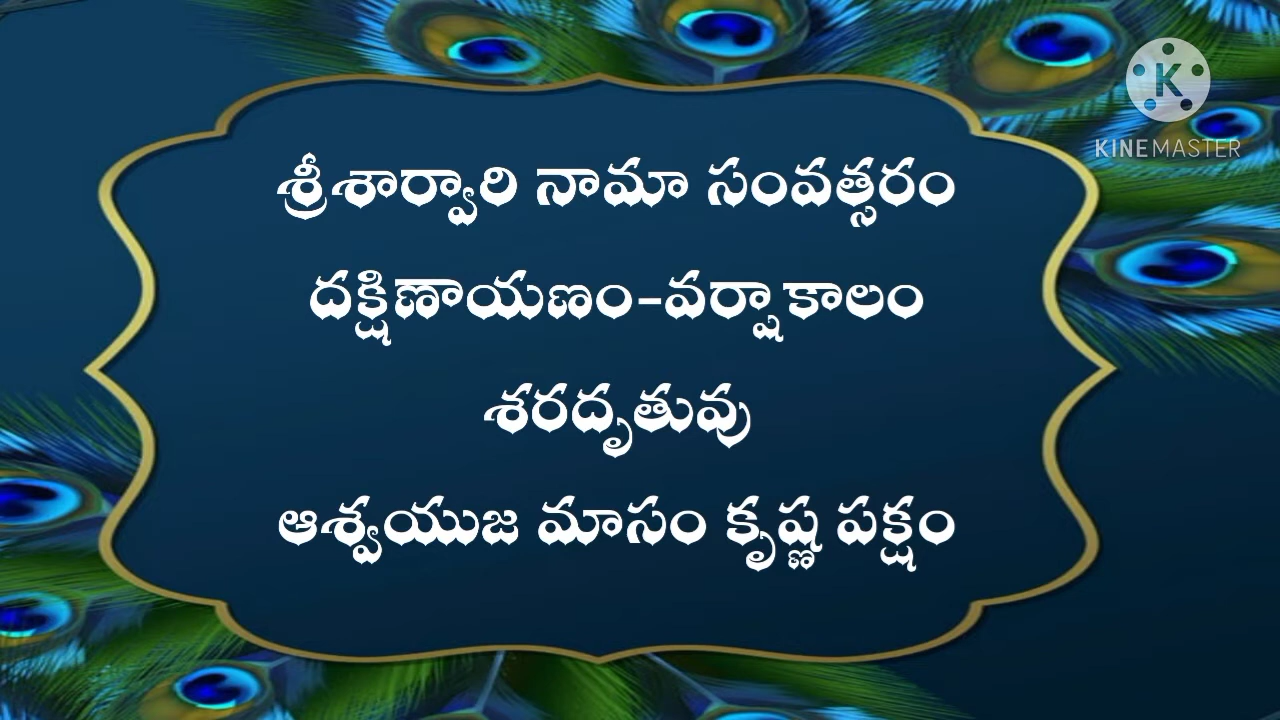 శ్రీశార్వారి నామా సంవత్సరం
దక్షిణాయణం-వర్షాకాలం
శరదృతువు
ఆశ్వయుజ మాసం కృష్ణ పక్షం
K
KINEMASTER